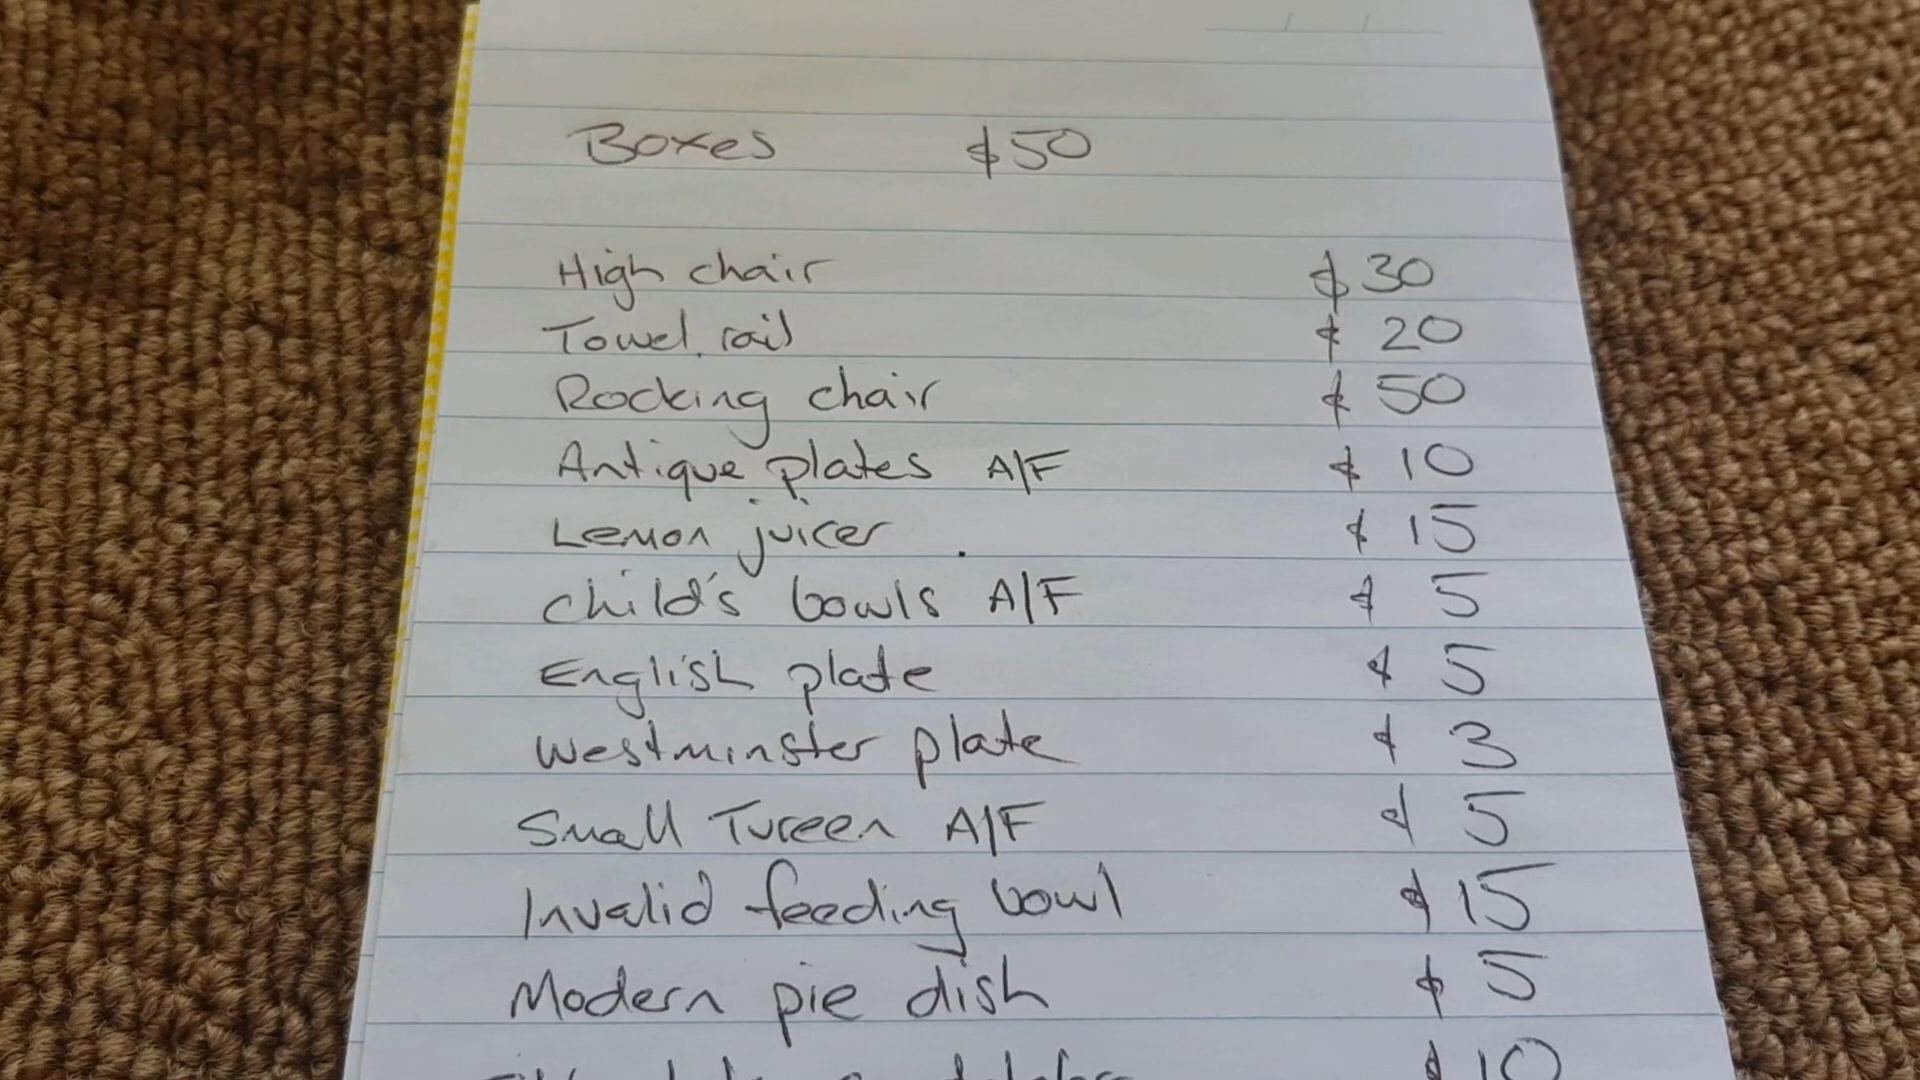 Boxes $50
High chair $30
Towel rail $20
Rocking chair $50
Antique plates A/F $10
Lemon juicer $15
Child's bowls A/F $5
English plate $5
Westminster plate $3
Small Tureen A/F $5
Invalid feeding bowl $15
Modern pie dish $5
$10